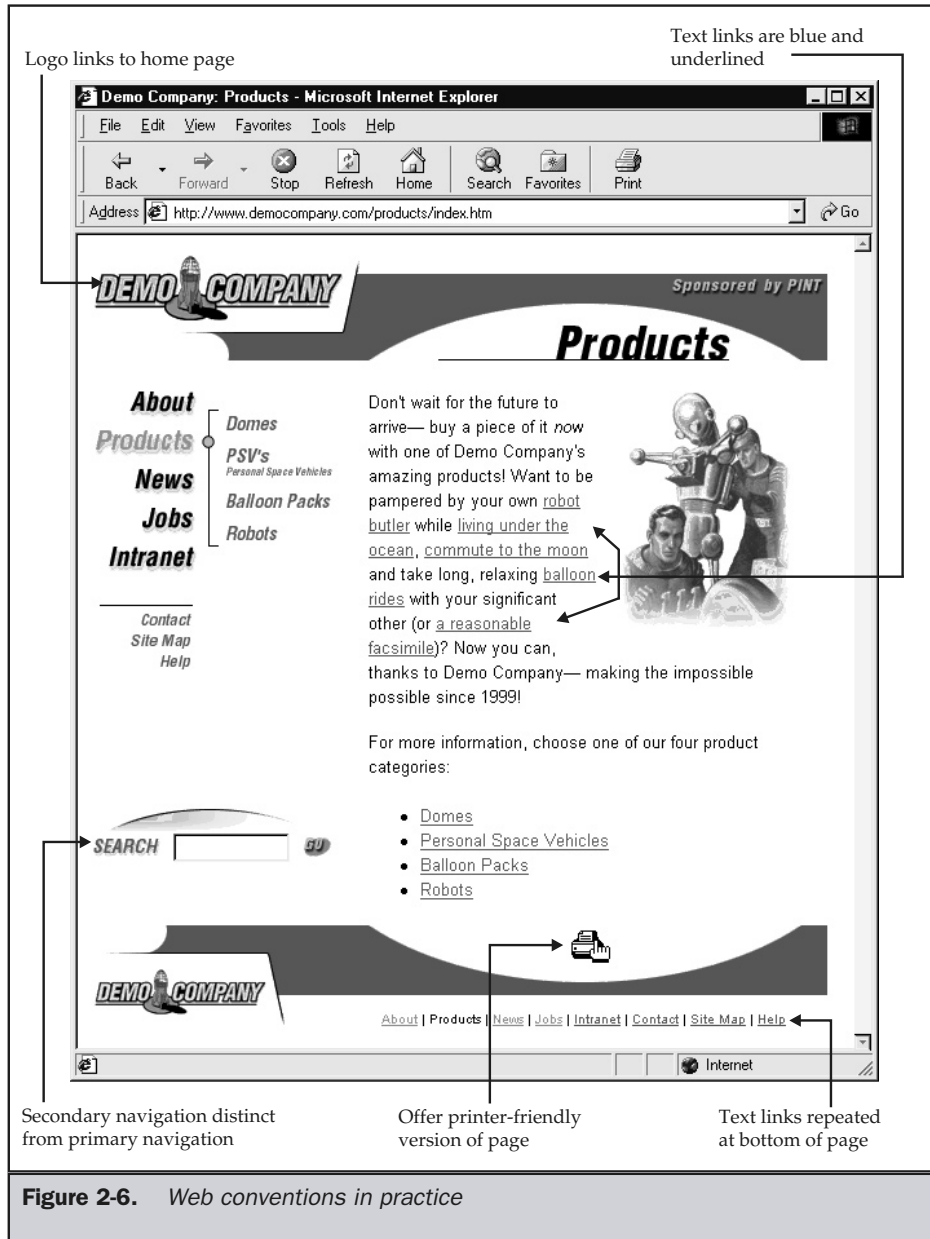 Logo links to home page
Text links are blue and
underlined
Demo Company: Products - Microsoft Internet Explorer
File Edit View Favorites Tools Help
Back Forward Stop Refresh Home Search Favorites Print
Address http://www.democompany.com/products/index.htm Go
DEMO COMPANY
Sponsored by PINT
Products
About
Products
News
Jobs
Intranet
Domes
PSV's
Personal Space Vehicles
Balloon Packs
Robots
Contact
Site Map
Help
Don't wait for the future to
arrive— buy a piece of it now
with one of Demo Company's
amazing products! Want to be
pampered by your own robot
butler while living under the
ocean, commute to the moon
and take long, relaxing balloon
rides with your significant
other (or a reasonable
facsimile)? Now you can,
thanks to Demo Company— making the impossible
possible since 1999!
For more information, choose one of our four product
categories:
• Domes
• Personal Space Vehicles
• Balloon Packs
• Robots
SEARCH GO
DEMO COMPANY
About | Products | News | Jobs | Intranet | Contact | Site Map | Help
Internet
Secondary navigation distinct
from primary navigation
Offer printer-friendly
version of page
Text links repeated
at bottom of page
Figure 2-6. Web conventions in practice